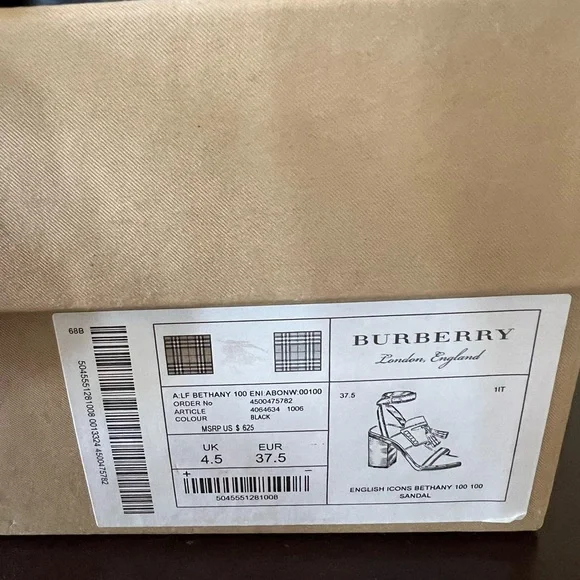 68B
5045551281008 0013324 4500475782
A:LF BETHANY 100 ENI:ABONW:00100
ORDER No 4500475782
ARTICLE 4064634 1006
COLOUR BLACK
MSRP US $ 625
UK EUR
4.5 37.5
+ –
5045551281008
BURBERRY
London, England
37.5 1IT
ENGLISH ICONS BETHANY 100 100
SANDAL